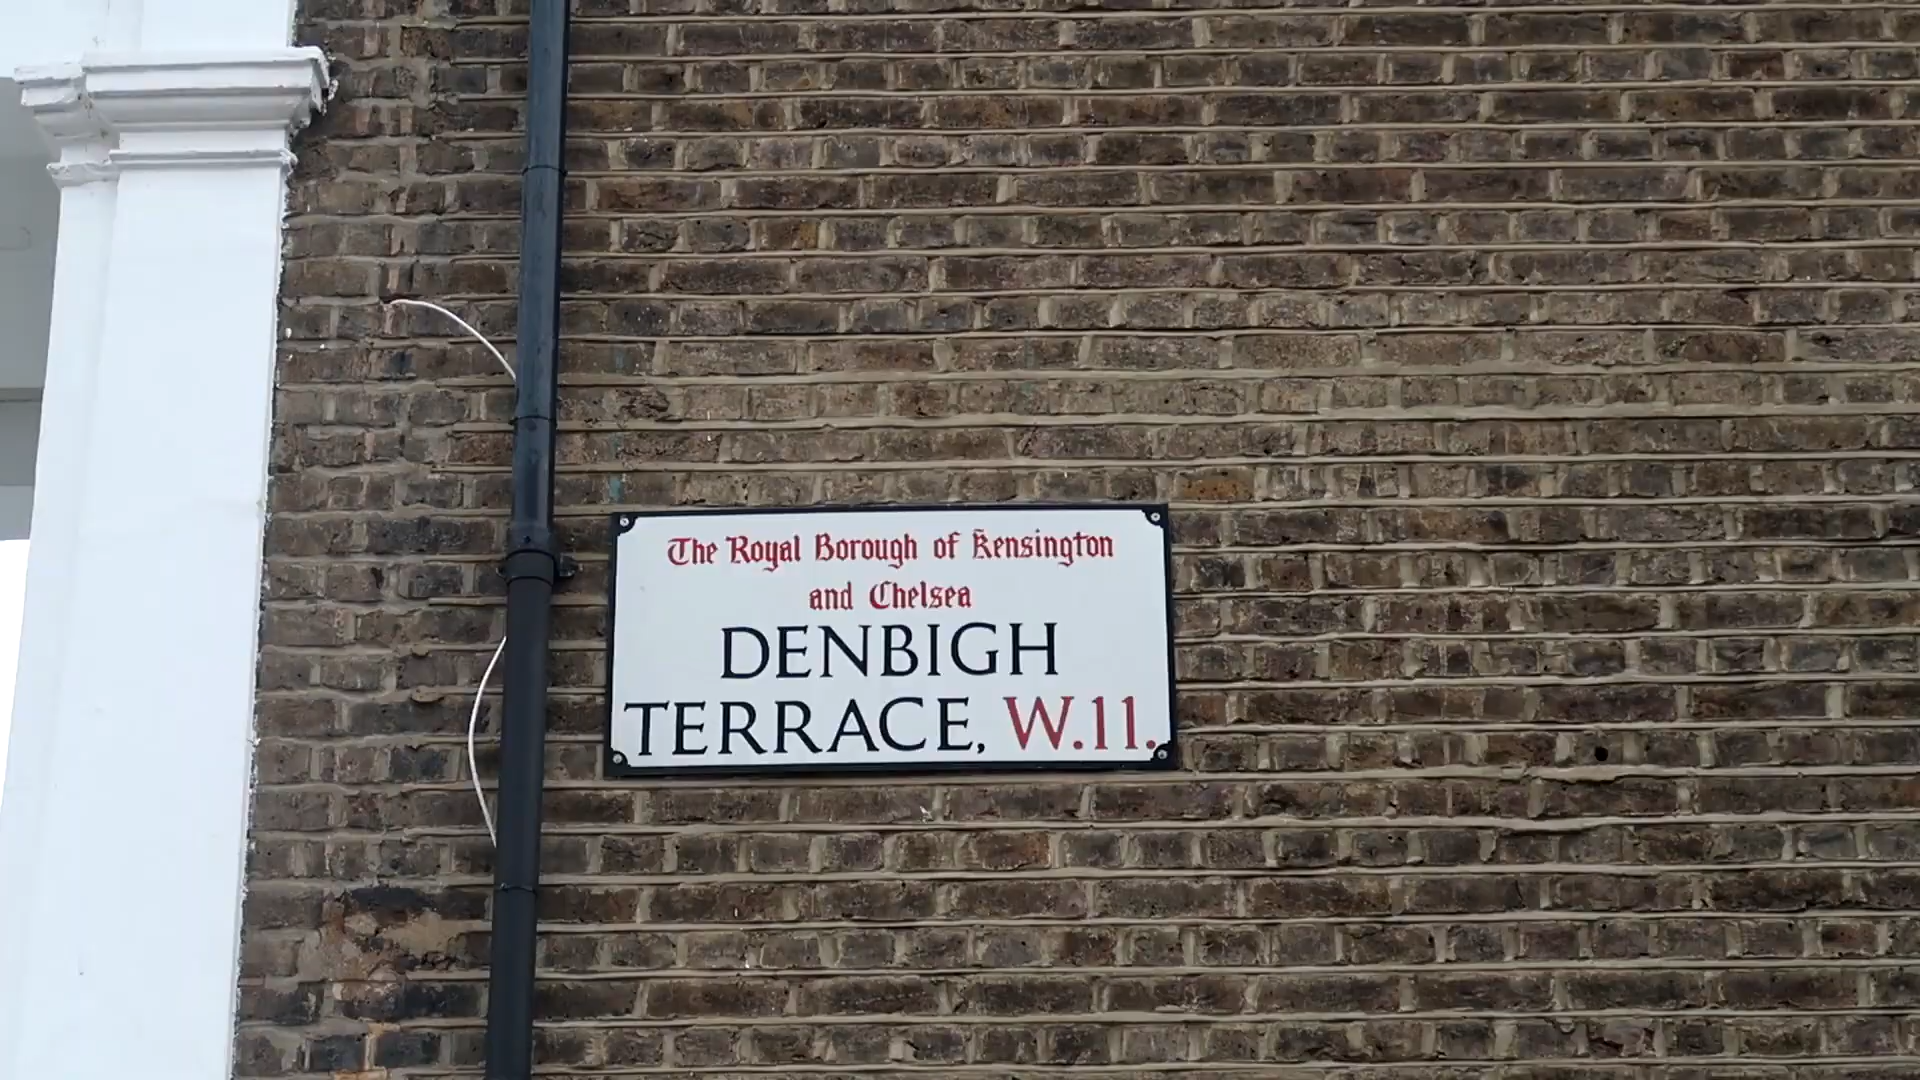 The Royal Borough of Kensington
and Chelsea
DENBIGH
TERRACE, W.11.